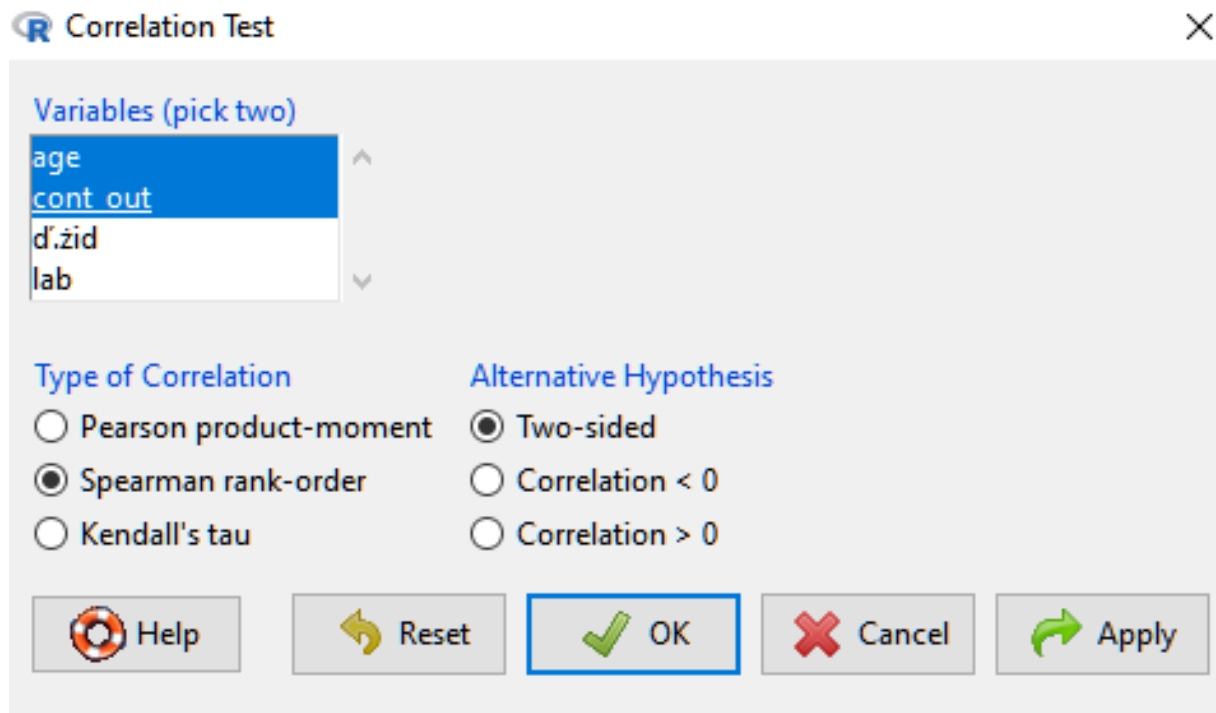 Correlation Test
Variables (pick two)
age
cont_out
ď.žid
lab
Type of Correlation
Alternative Hypothesis
Pearson product-moment
Two-sided
Spearman rank-order
Correlation < 0
Kendall's tau
Correlation > 0
Help
Reset
OK
Cancel
Apply